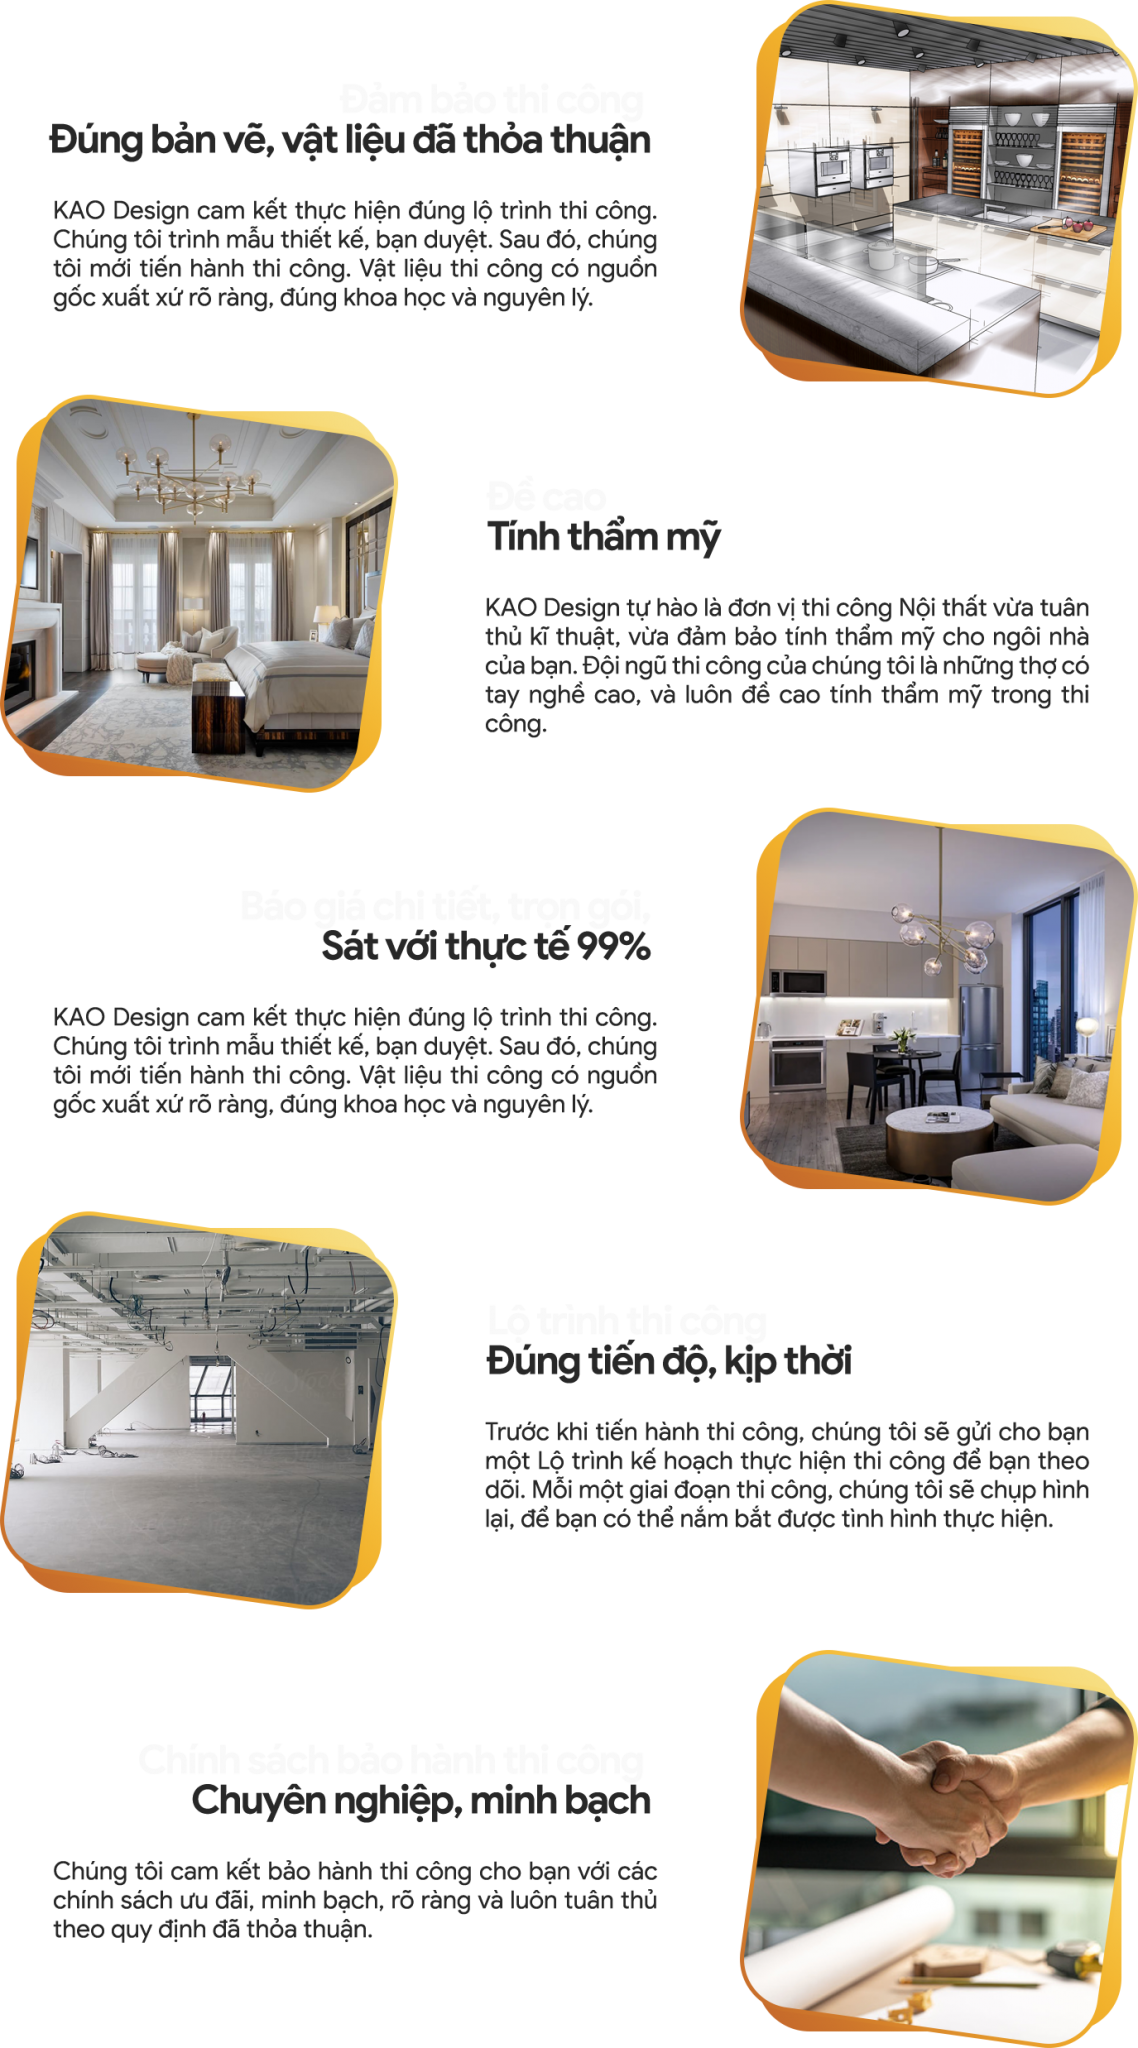 Đảm bảo thi công
Đúng bản vẽ, vật liệu đã thỏa thuận
KAO Design cam kết thực hiện đúng lộ trình thi công.
Chúng tôi trình mẫu thiết kế, bạn duyệt. Sau đó, chúng
tôi mới tiến hành thi công. Vật liệu thi công có nguồn
gốc xuất xứ rõ ràng, đúng khoa học và nguyên lý.
Đề cao
Tính thẩm mỹ
KAO Design tự hào là đơn vị thi công Nội thất vừa tuân
thủ kĩ thuật, vừa đảm bảo tính thẩm mỹ cho ngôi nhà
của bạn. Đội ngũ thi công của chúng tôi là những thợ có
tay nghề cao, và luôn đề cao tính thẩm mỹ trong thi
công.
Báo giá chi tiết, trọn gói,
Sát với thực tế 99%
KAO Design cam kết thực hiện đúng lộ trình thi công.
Chúng tôi trình mẫu thiết kế, bạn duyệt. Sau đó, chúng
tôi mới tiến hành thi công. Vật liệu thi công có nguồn
gốc xuất xứ rõ ràng, đúng khoa học và nguyên lý.
Lộ trình thi công
Đúng tiến độ, kịp thời
Trước khi tiến hành thi công, chúng tôi sẽ gửi cho bạn
một Lộ trình kế hoạch thực hiện thi công để bạn theo
dõi. Mỗi một giai đoạn thi công, chúng tôi sẽ chụp hình
lại, để bạn có thể nắm bắt được tình hình thực hiện.
Chính sách bảo hành thi công
Chuyên nghiệp, minh bạch
Chúng tôi cam kết bảo hành thi công cho bạn với các
chính sách ưu đãi, minh bạch, rõ ràng và luôn tuân thủ
theo quy định đã thỏa thuận.